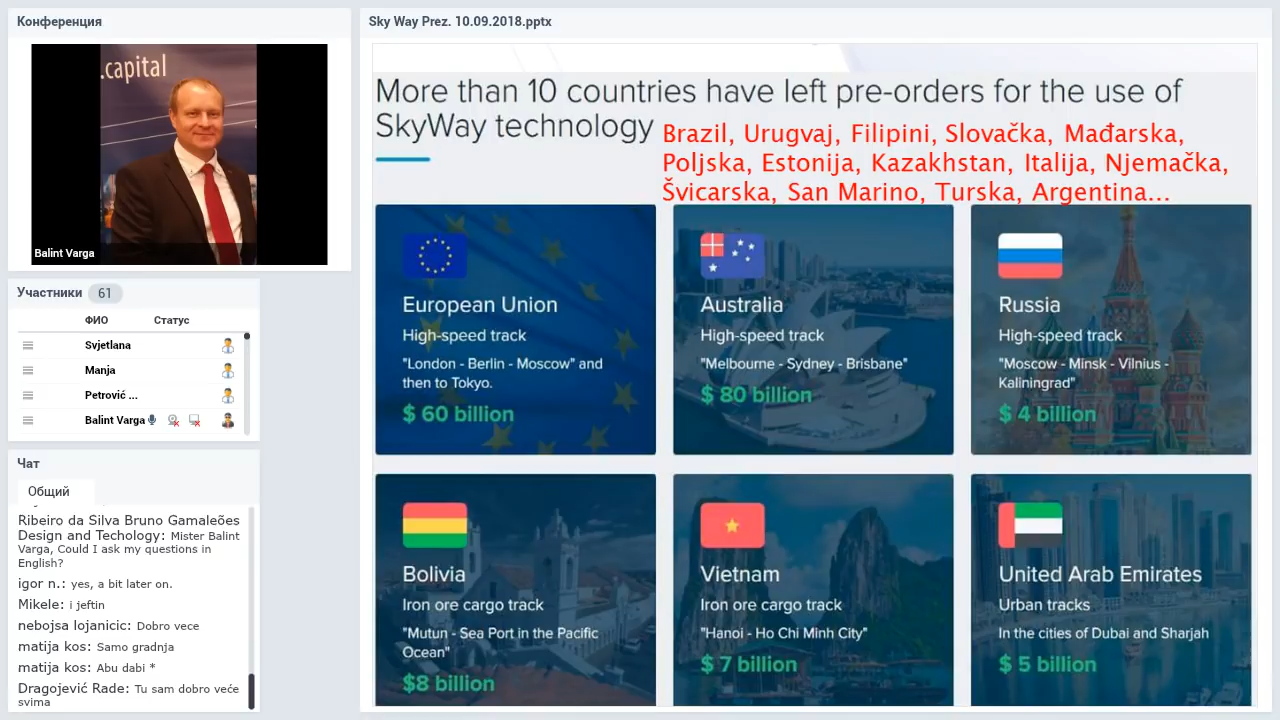 Конференция
.capital
Balint Varga
Участники 61
ФИО Статус
Svjetlana
Manja
Petrović ...
Balint Varga
Чат
Общий
Ribeiro da Silva Bruno Gamaleões
Design and Techology: Mister Balint
Varga, Could I ask my questions in
English?
igor n.: yes, a bit later on.
Mikele: i jeftin
nebojsa lojanicic: Dobro vece
matija kos: Samo gradnja
matija kos: Abu dabi *
Dragojević Rade: Tu sam dobro veće
svima
Sky Way Prez. 10.09.2018.pptx
More than 10 countries have left pre-orders for the use of
SkyWay technology
Brazil, Urugvaj, Filipini, Slovačka, Mađarska,
Poljska, Estonija, Kazakhstan, Italija, Njemačka,
Švicarska, San Marino, Turska, Argentina...
European Union
High-speed track
"London - Berlin - Moscow" and
then to Tokyo.
$ 60 billion
Australia
High-speed track
"Melbourne - Sydney - Brisbane"
$ 80 billion
Russia
High-speed track
"Moscow - Minsk - Vilnius -
Kaliningrad"
$ 4 billion
Bolivia
Iron ore cargo track
"Mutun - Sea Port in the Pacific
Ocean"
$8 billion
Vietnam
Iron ore cargo track
"Hanoi - Ho Chi Minh City"
$ 7 billion
United Arab Emirates
Urban tracks
In the cities of Dubai and Sharjah
$ 5 billion